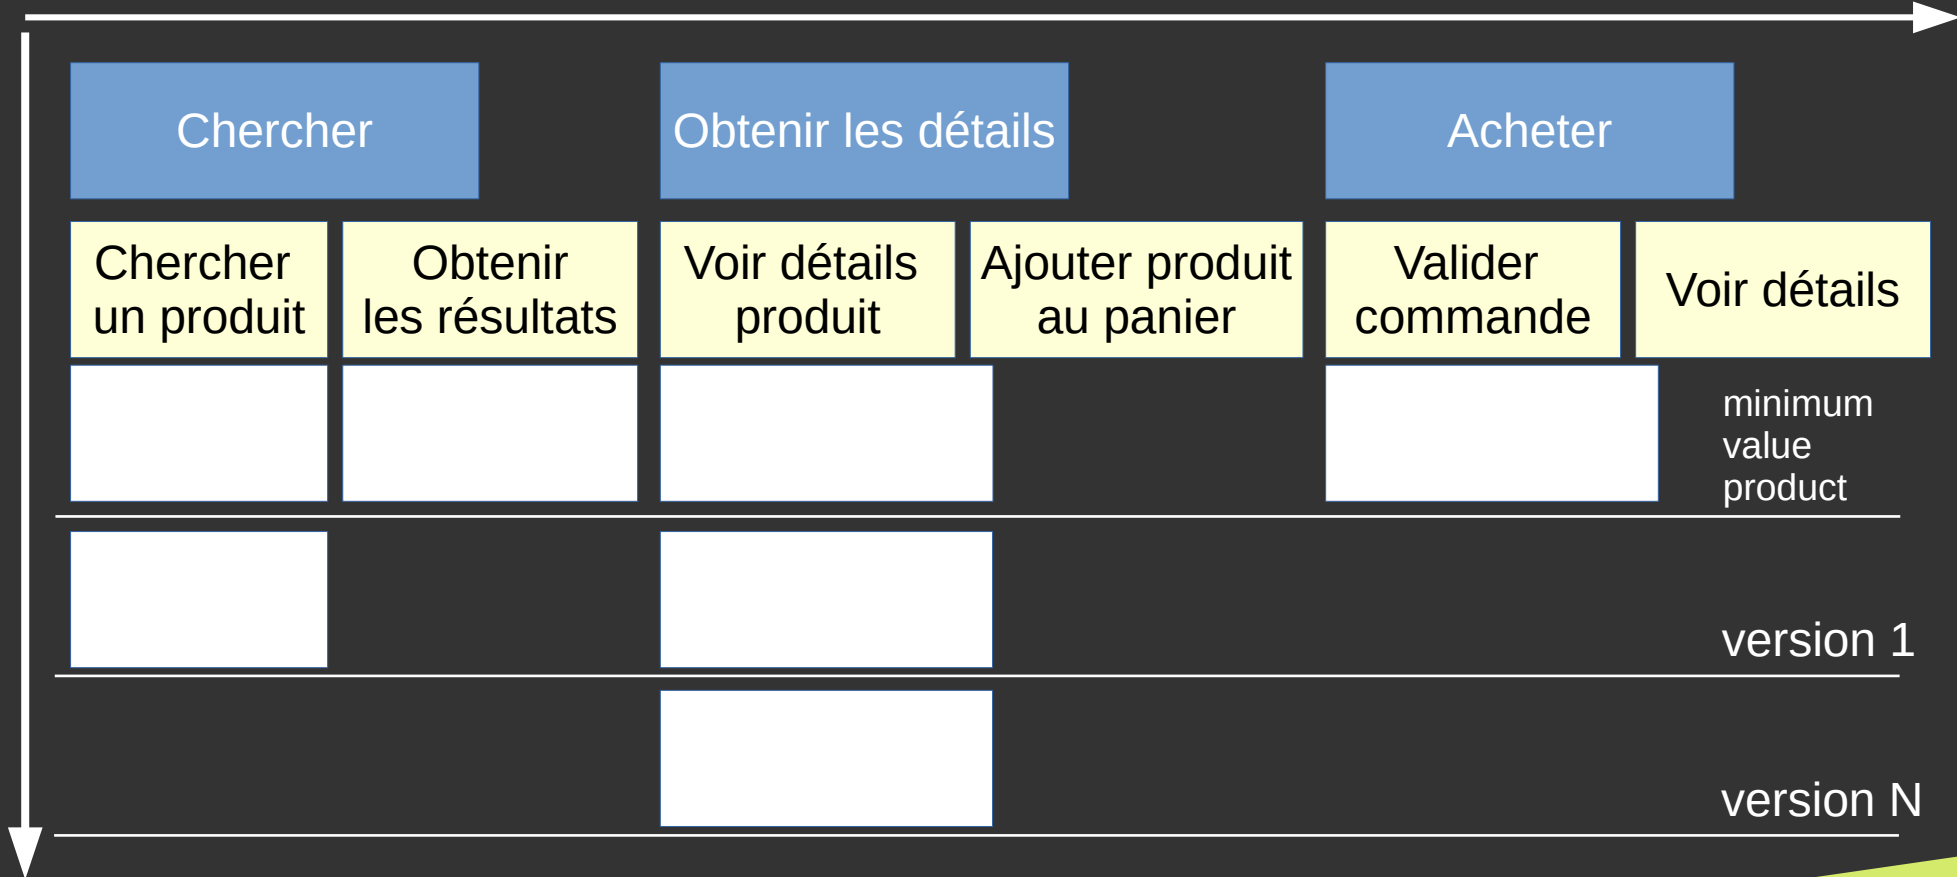 Chercher
Obtenir les détails
Acheter
Chercher
un produit
Obtenir
les résultats
Voir détails
produit
Ajouter produit
au panier
Valider
commande
Voir détails
minimum
value
product
version 1
version N